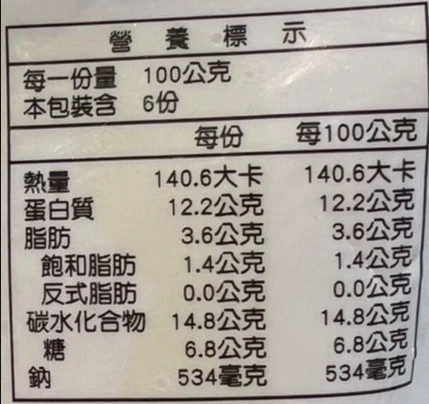 營養標示
每一份量 100公克
本包裝含 6份
每份 每100公克
熱量 140.6大卡 140.6大卡
蛋白質 12.2公克 12.2公克
脂肪 3.6公克 3.6公克
飽和脂肪 1.4公克 1.4公克
反式脂肪 0.0公克 0.0公克
碳水化合物 14.8公克 14.8公克
糖 6.8公克 6.8公克
鈉 534毫克 534毫克